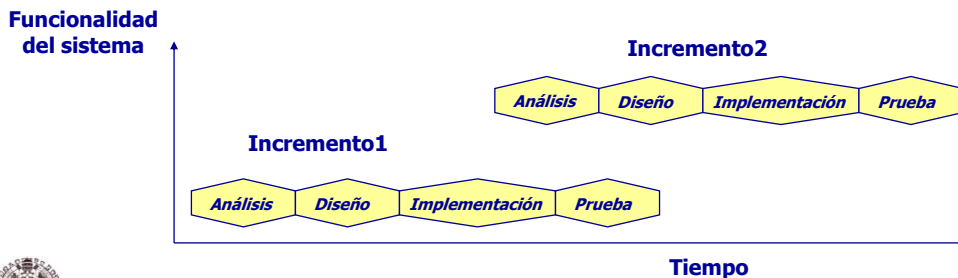 Funcionalidad
del sistema
Incremento2
Análisis Diseño Implementación Prueba
Incremento1
Análisis Diseño Implementación Prueba
Tiempo